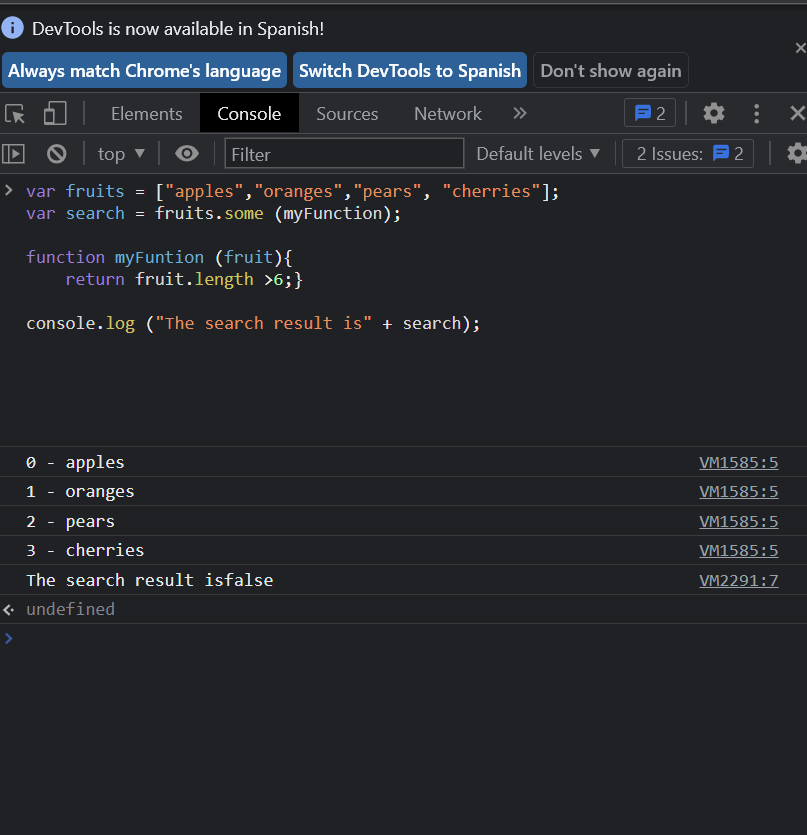 DevTools is now available in Spanish!
Always match Chrome's language Switch DevTools to Spanish Don't show again
Elements Console Sources Network 2
top Filter Default levels 2 Issues: 2
var fruits = ["apples","oranges","pears", "cherries"];
var search = fruits.some (myFunction);
function myFuntion (fruit){
return fruit.length >6;}
console.log ("The search result is" + search);
0 - apples VM1585:5
1 - oranges VM1585:5
2 - pears VM1585:5
3 - cherries VM1585:5
The search result isfalse VM2291:7
undefined